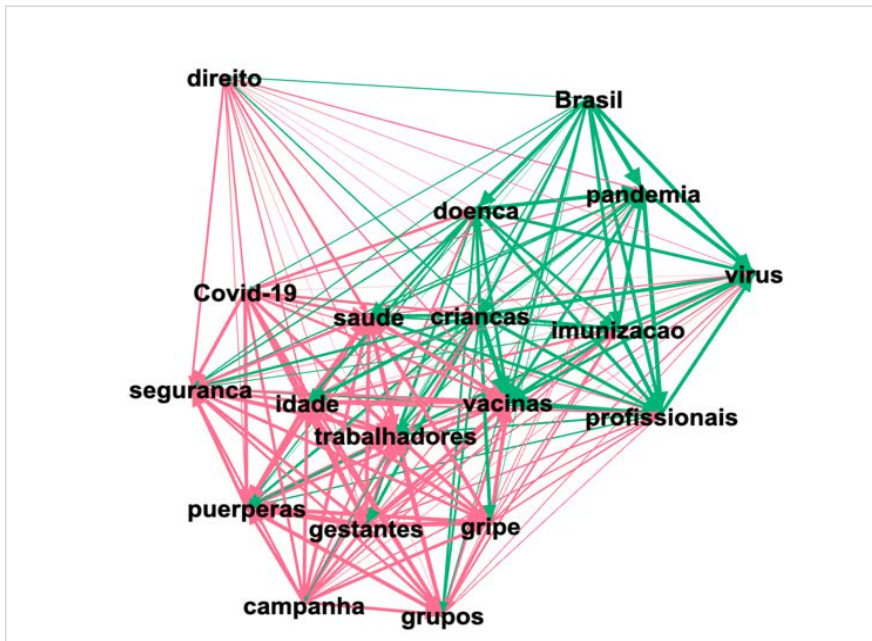 direito
Brasil
pandemia
doenca
virus
Covid-19
saude
criancas
imunizacao
seguranca
idade
vacinas
profissionais
trabalhadores
puerperas
gestantes
gripe
campanha
grupos